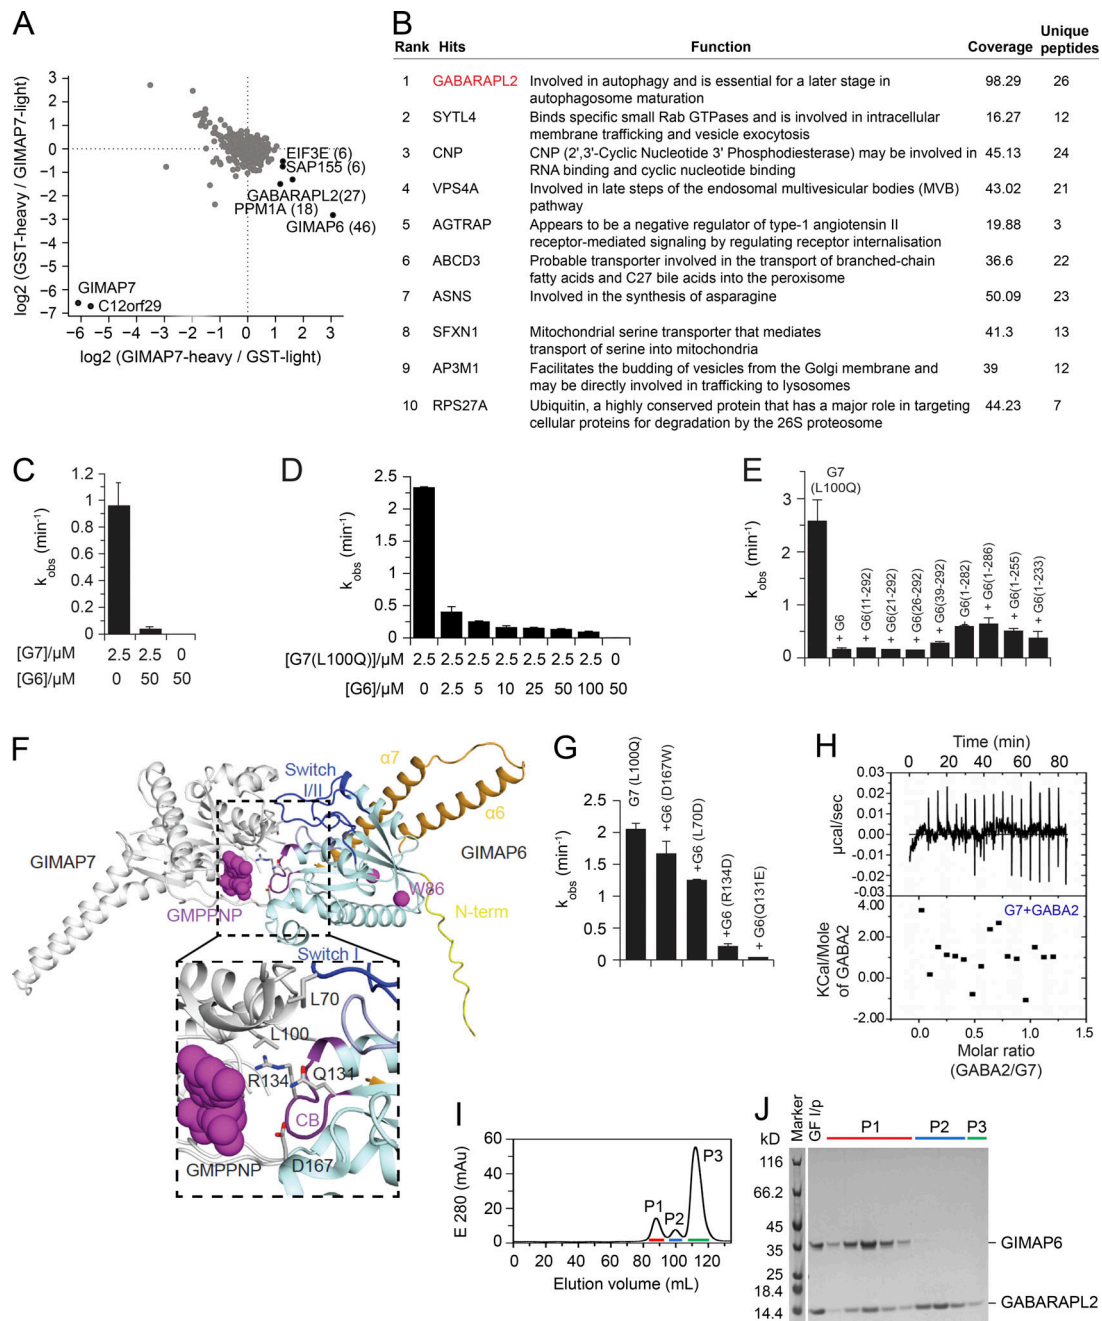 A
log2 (GST-heavy / GIMAP7-light)
3
2
1
0
−1
−2
−3
−4
−5
−6
−7
EIF3E (6)
SAP155 (6)
GABARAPL2(27)
PPM1A (18)
GIMAP6 (46)
GIMAP7
C12orf29
−6 −5 −4 −3 −2 −1 0 1 2 3
log2 (GIMAP7-heavy / GST-light)
B
Rank Hits Function Coverage Unique peptides
1 GABARAPL2 Involved in autophagy and is essential for a later stage in 98.29 26
autophagosome maturation
2 SYTL4 Binds specific small Rab GTPases and is involved in intracellular 16.27 12
membrane trafficking and vesicle exocytosis
3 CNP CNP (2',3'-Cyclic Nucleotide 3' Phosphodiesterase) may be involved in 45.13 24
RNA binding and cyclic nucleotide binding
4 VPS4A Involved in late steps of the endosomal multivesicular bodies (MVB) 43.02 21
pathway
5 AGTRAP Appears to be a negative regulator of type-1 angiotensin II 19.88 3
receptor-mediated signaling by regulating receptor internalisation
6 ABCD3 Probable transporter involved in the transport of branched-chain 36.6 22
fatty acids and C27 bile acids into the peroxisome
7 ASNS Involved in the synthesis of asparagine 50.09 23
8 SFXN1 Mitochondrial serine transporter that mediates 41.3 13
transport of serine into mitochondria
9 AP3M1 Facilitates the budding of vesicles from the Golgi membrane and 39 12
may be directly involved in trafficking to lysosomes
10 RPS27A Ubiquitin, a highly conserved protein that has a major role in targeting 44.23 7
cellular proteins for degradation by the 26S proteosome
C
kobs (min-1)
1.2
1
0.8
0.6
0.4
0.2
0
[G7]/µM 2.5 2.5 0
[G6]/µM 0 50 50
D
kobs (min-1)
2.5
2
1.5
1
0.5
0
[G7(L100Q)]/µM 2.5 2.5 2.5 2.5 2.5 2.5 2.5 0
[G6]/µM 0 2.5 5 10 25 50 100 50
E
kobs (min-1)
3
2
1
0
G7
(L100Q)
+ G6
+ G6(11-292)
+ G6(21-292)
+ G6(26-292)
+ G6(39-292)
+ G6(1-282)
+ G6(1-286)
+ G6(1-255)
+ G6(1-233)
F
α7
Switch
I/II
α6
GIMAP7
GIMAP6
W86
GMPPNP
N-term
Switch I
L70
L100
R134
Q131
CB
GMPPNP
D167
G
kobs (min-1)
2.5
2
1.5
1
0.5
0
G7 (L100Q)
+G6 (D167W)
+G6 (L70D)
+G6 (R134D)
+ G6(Q131E)
H
Time (min)
0 20 40 60 80
µcal/sec
0.03
0.02
0.01
0.00
-0.01
-0.02
-0.03
G7+GABA2
KCal/Mole
of GABA2
4.00
2.00
0.00
-2.00
0.0 0.5 1.0 1.5
Molar ratio
(GABA2/G7)
I
E 280 (mAu)
60
40
20
0
P1
P2
P3
0 20 40 60 80 100 120
Elution volume (mL)
J
kD
Marker
GF I/p
P1
P2
P3
116
66.2
45
35
25
18.4
14.4
GIMAP6
GABARAPL2